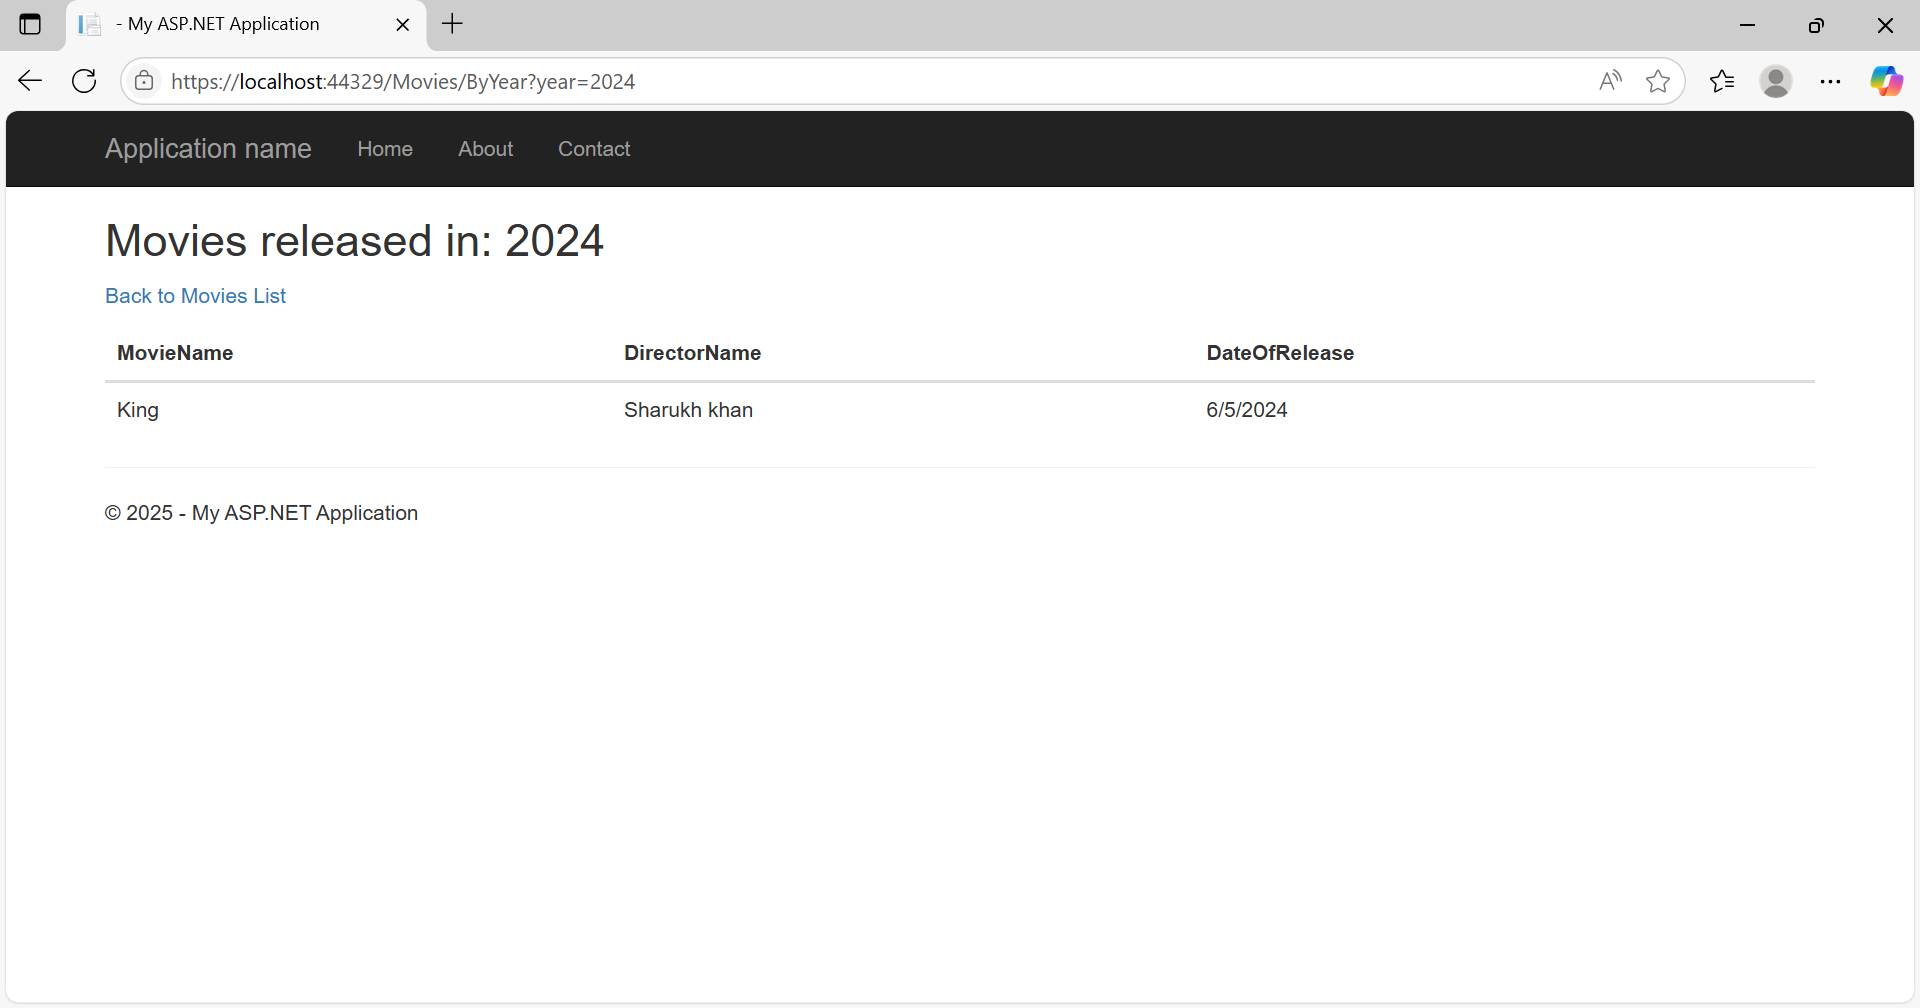 - My ASP.NET Application
https://localhost:44329/Movies/ByYear?year=2024
Application name Home About Contact
Movies released in: 2024
Back to Movies List
MovieName DirectorName DateOfRelease
King Sharukh khan 6/5/2024
© 2025 - My ASP.NET Application